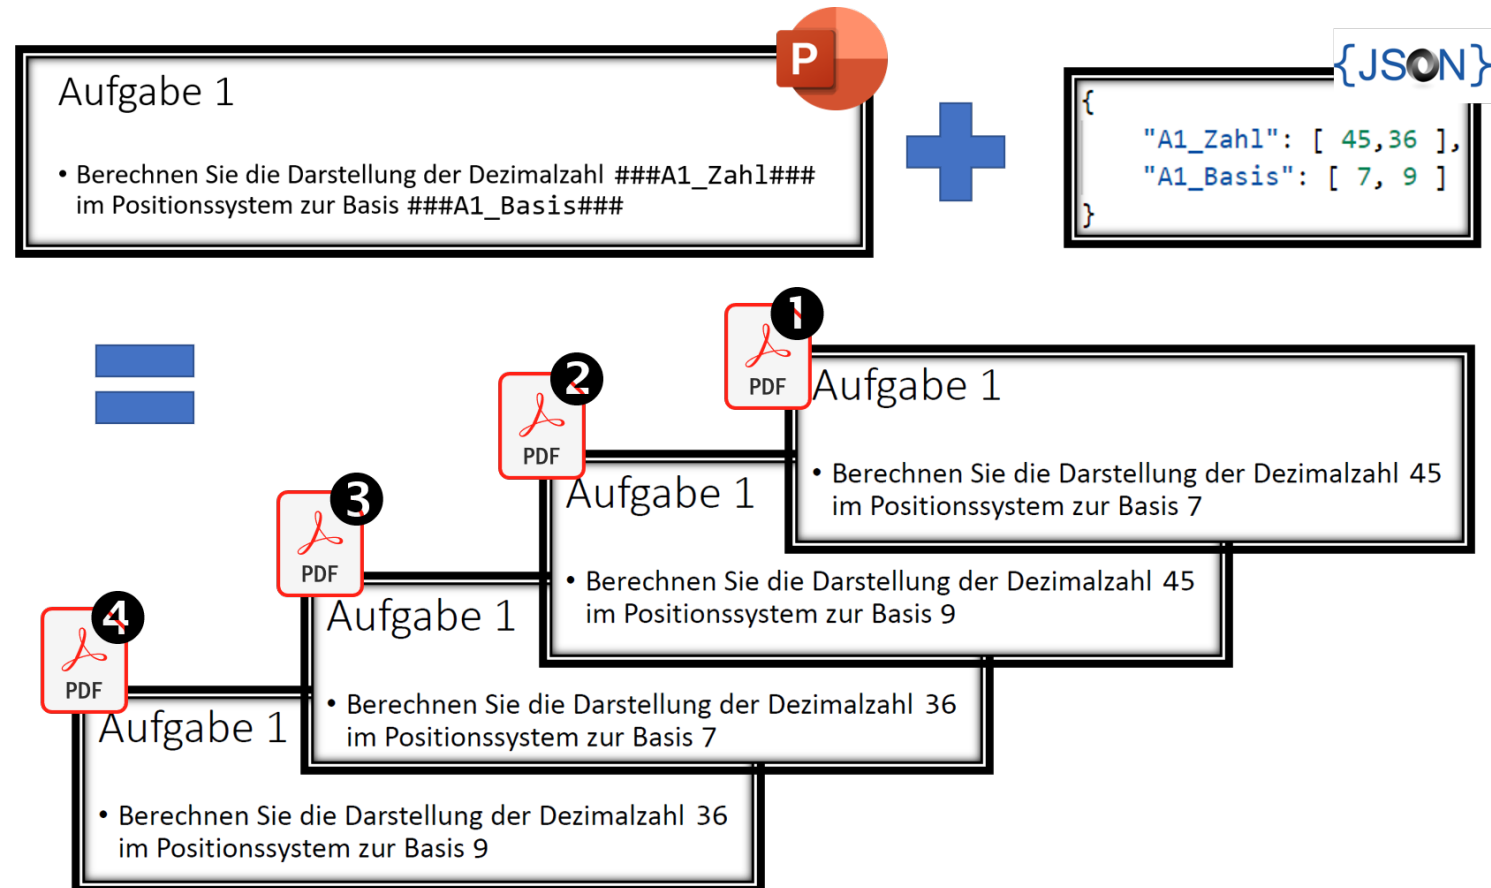 P
Aufgabe 1
• Berechnen Sie die Darstellung der Dezimalzahl ###A1_Zahl###
im Positionssystem zur Basis ###A1_Basis###
{JSON}
{
"A1_Zahl": [ 45,36 ],
"A1_Basis": [ 7, 9 ]
}
1
PDF
Aufgabe 1
• Berechnen Sie die Darstellung der Dezimalzahl 45
im Positionssystem zur Basis 7
2
PDF
Aufgabe 1
• Berechnen Sie die Darstellung der Dezimalzahl 45
im Positionssystem zur Basis 9
3
PDF
Aufgabe 1
• Berechnen Sie die Darstellung der Dezimalzahl 36
im Positionssystem zur Basis 7
4
PDF
Aufgabe 1
• Berechnen Sie die Darstellung der Dezimalzahl 36
im Positionssystem zur Basis 9